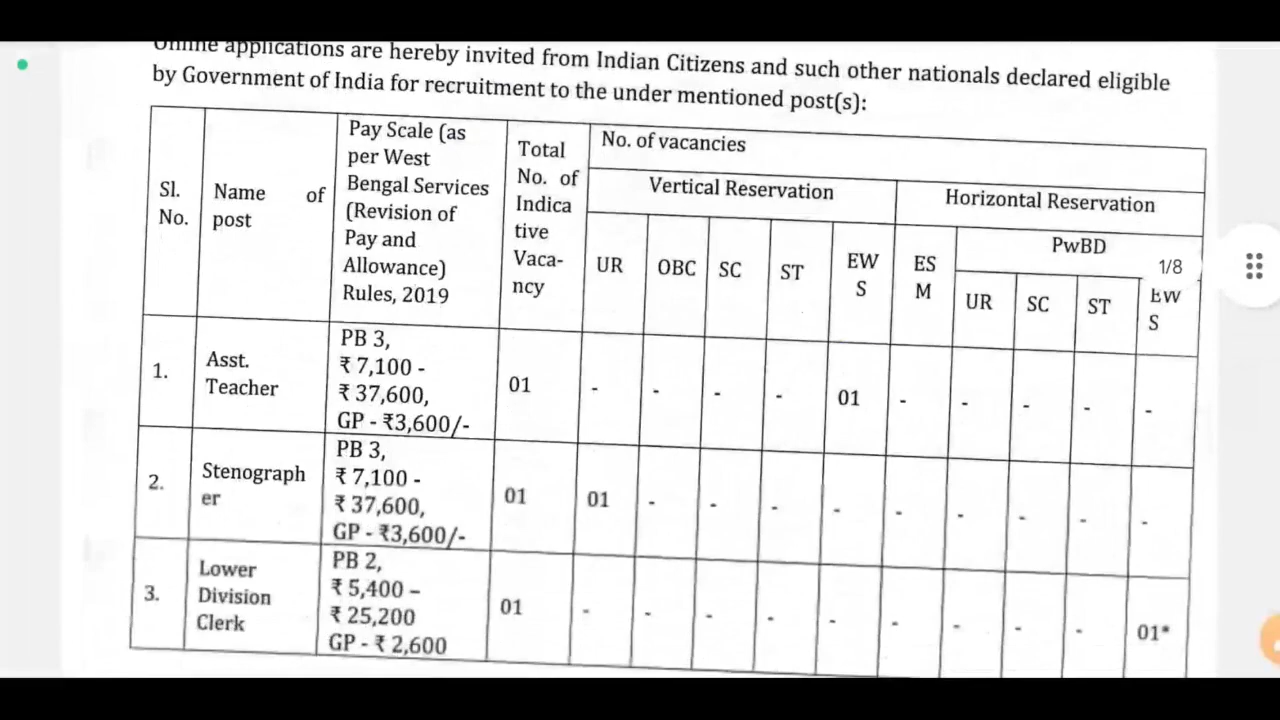 Online applications are hereby invited from Indian Citizens and such other nationals declared eligible
by Government of India for recruitment to the under mentioned post(s):
Sl. No.
Name of post
Pay Scale (as per West Bengal Services (Revision of Pay and Allowance) Rules, 2019
Total No. of Indica tive Vaca- ncy
No. of vacancies
Vertical Reservation
Horizontal Reservation
UR
OBC
SC
ST
EW S
ES M
PwBD
1/8
UR
SC
ST
EW S
1.
Asst. Teacher
PB 3,
₹ 7,100 -
₹ 37,600,
GP - ₹3,600/-
01
-
-
-
-
01
-
-
-
-
-
2.
Stenograph er
PB 3,
₹ 7,100 -
₹ 37,600,
GP - ₹3,600/-
01
01
-
-
-
-
-
-
-
-
-
3.
Lower Division Clerk
PB 2,
₹ 5,400 –
₹ 25,200
GP - ₹ 2,600
01
-
-
-
-
-
-
-
-
-
01*